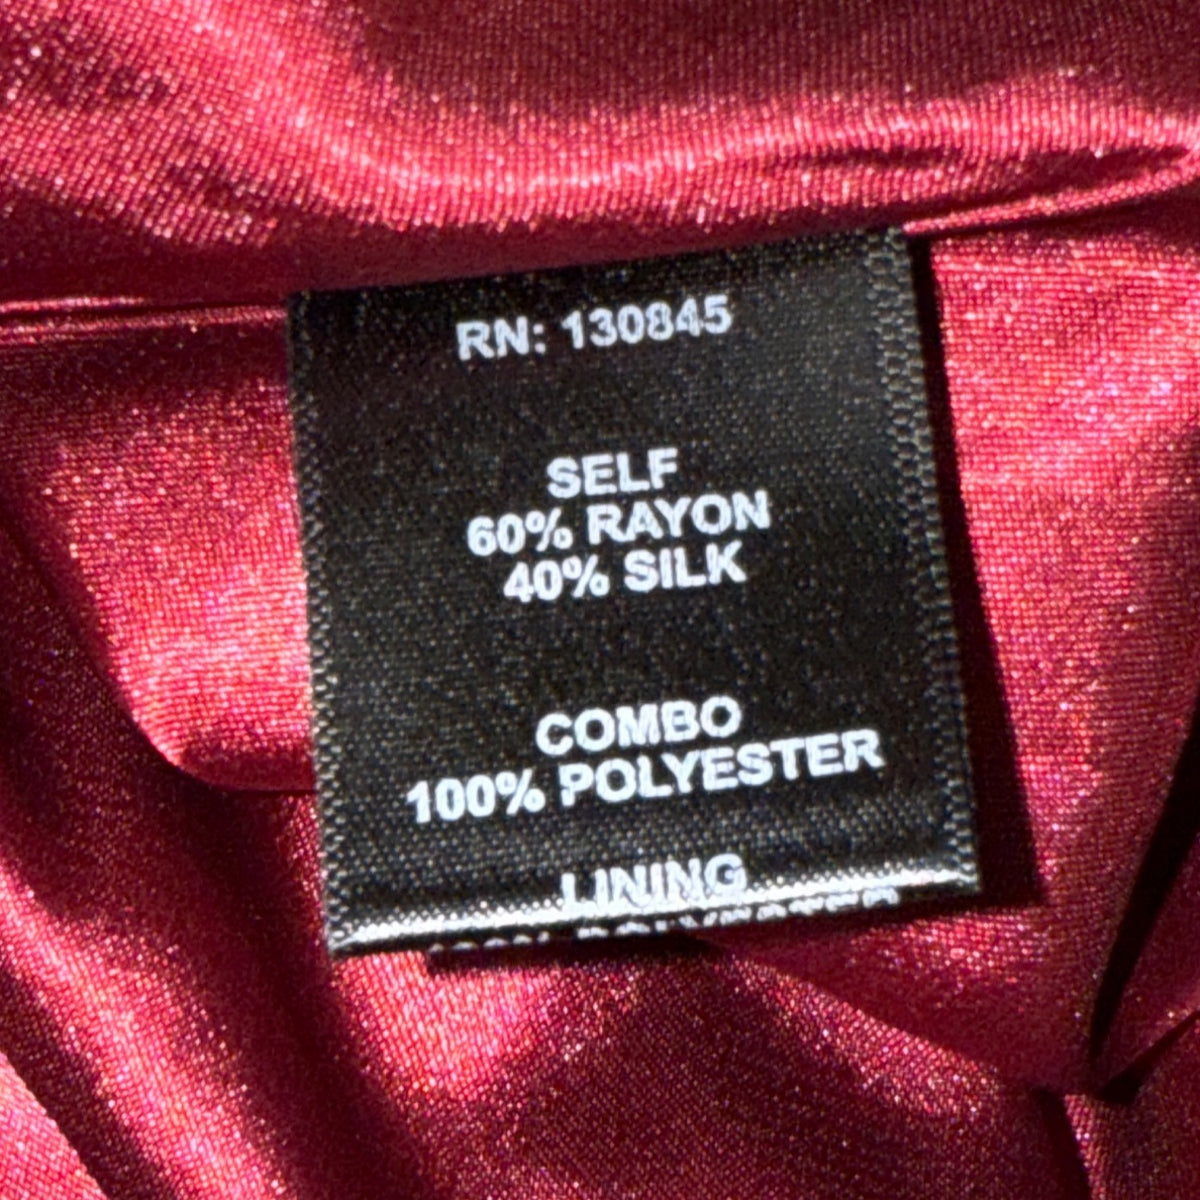 RN: 130845
SELF
60% RAYON
40% SILK
COMBO
100% POLYESTER
LINING